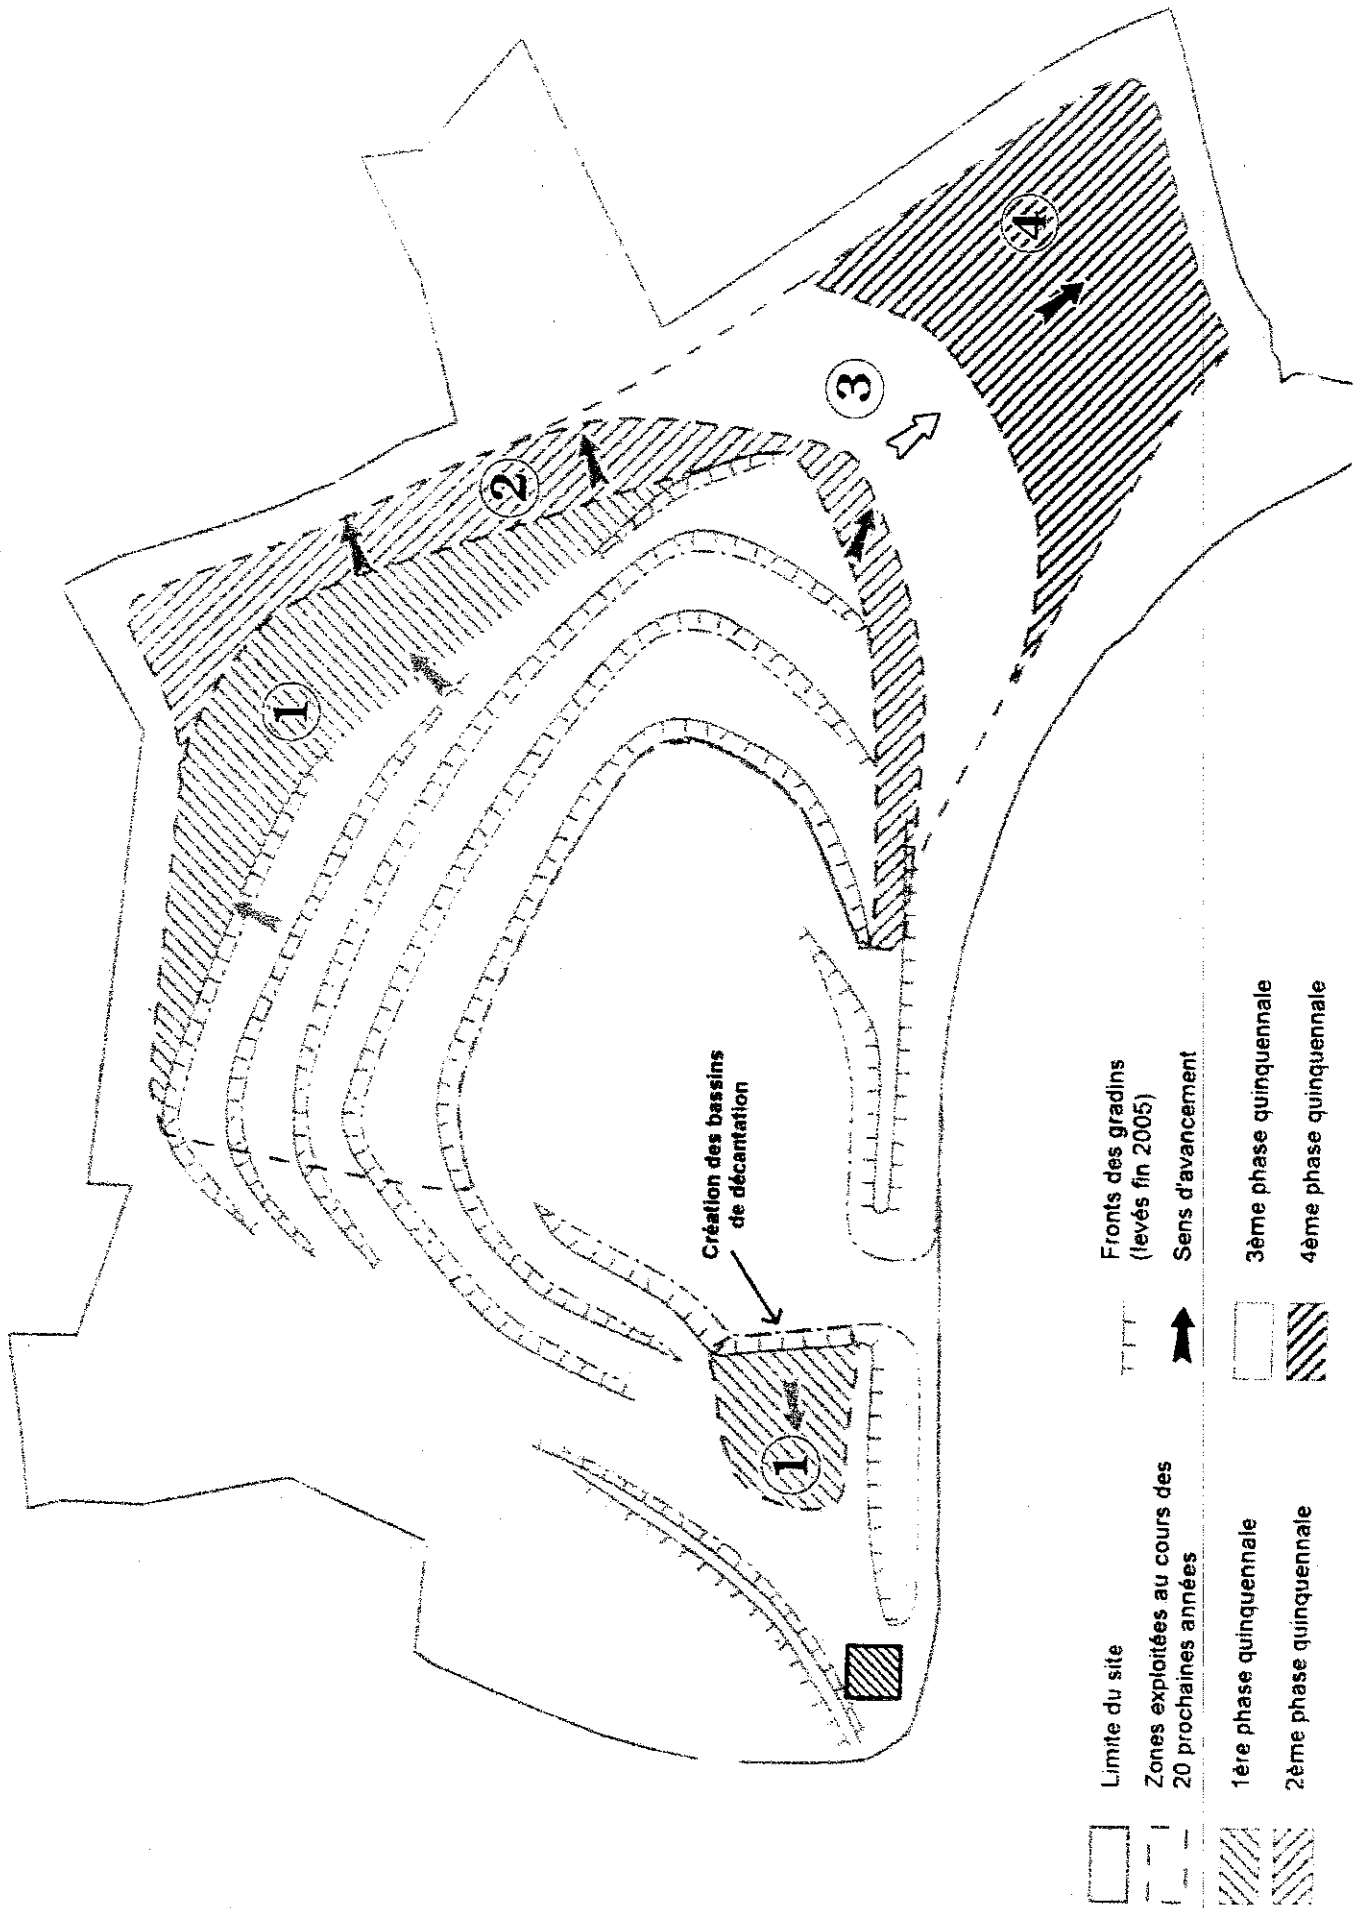 1
2
3
4
1
Création des bassins
de décantation
Limite du site
Zones exploitées au cours des
20 prochaines années
1ère phase quinquennale
2ème phase quinquennale
Fronts des gradins
(levés fin 2005)
Sens d'avancement
3ème phase quinquennale
4ème phase quinquennale